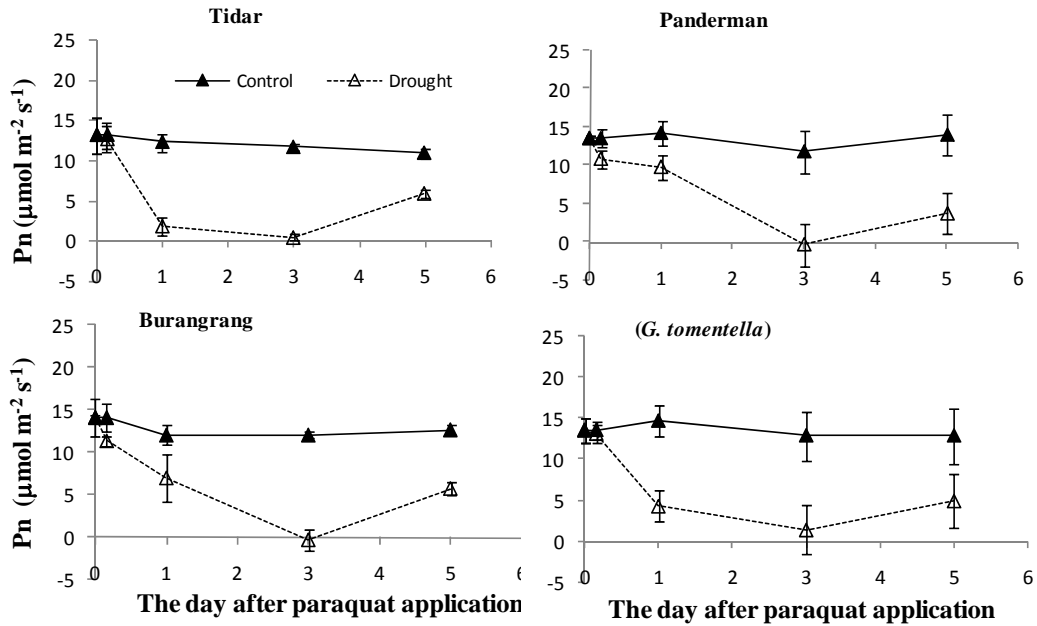 Tidar
25
20
15
10
5
0
-5
Pn (µmol m⁻² s⁻¹)
Control
Drought
0 1 2 3 4 5 6
Panderman
25
20
15
10
5
0
-5
0 1 2 3 4 5 6
Burangrang
25
20
15
10
5
0
-5
Pn (µmol m⁻² s⁻¹)
0 1 2 3 4 5
The day after paraquat application
(G. tomentella)
25
20
15
10
5
0
-5
0 1 2 3 4 5 6
The day after paraquat application